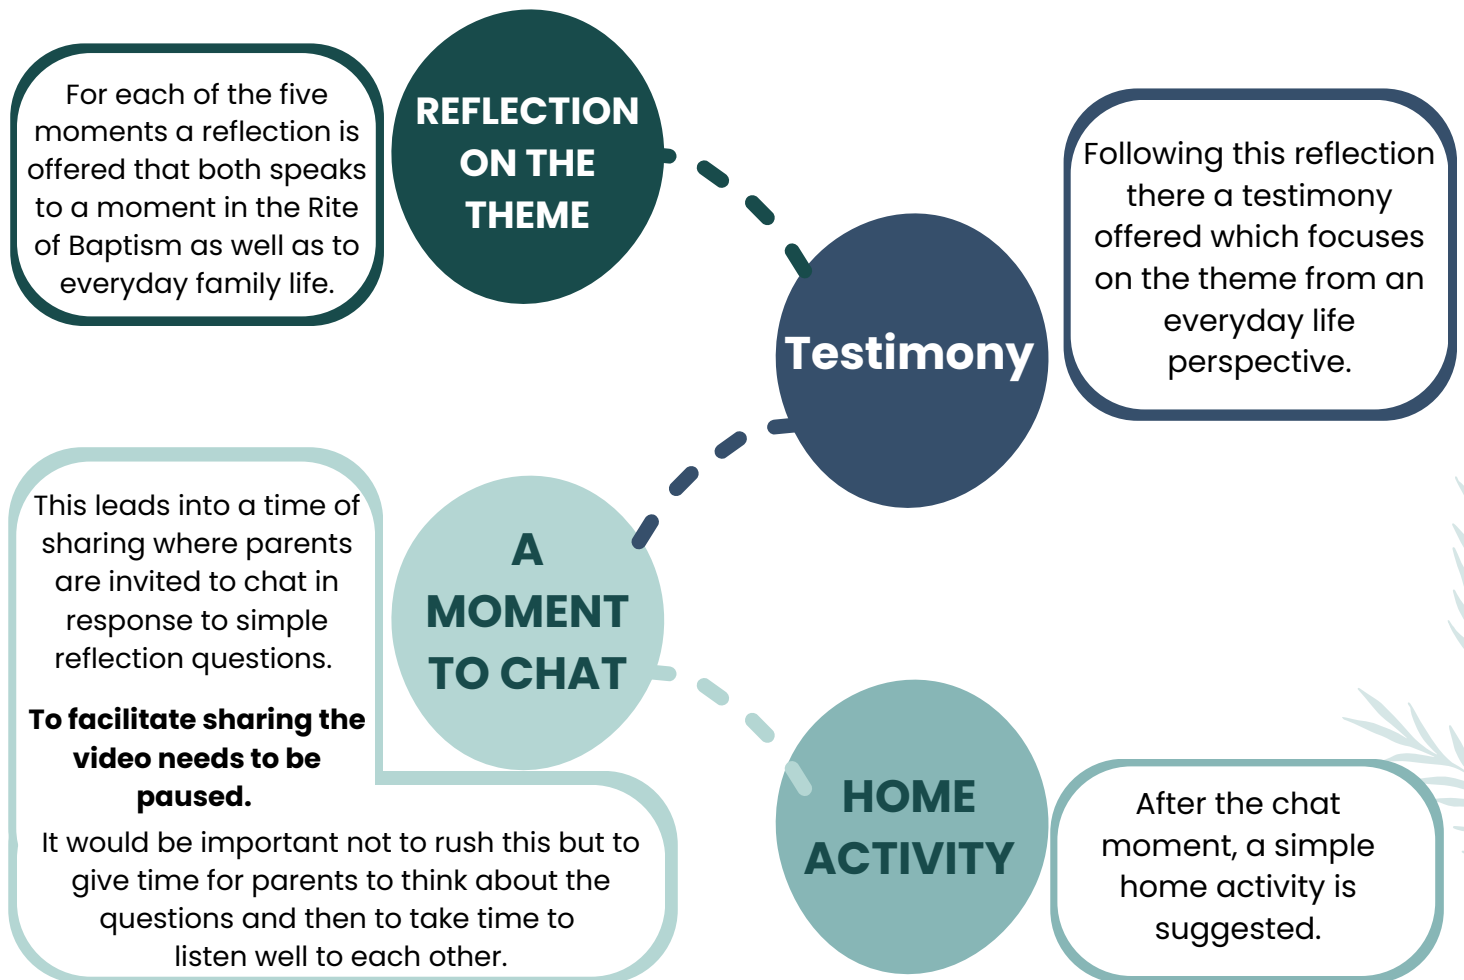 For each of the five
moments a reflection is
offered that both speaks
to a moment in the Rite
of Baptism as well as to
everyday family life.
REFLECTION
ON THE
THEME
Following this reflection
there a testimony
offered which focuses
on the theme from an
everyday life
perspective.
Testimony
This leads into a time of
sharing where parents
are invited to chat in
response to simple
reflection questions.
To facilitate sharing the
video needs to be
paused.
It would be important not to rush this but to
give time for parents to think about the
questions and then to take time to
listen well to each other.
A
MOMENT
TO CHAT
HOME
ACTIVITY
After the chat
moment, a simple
home activity is
suggested.